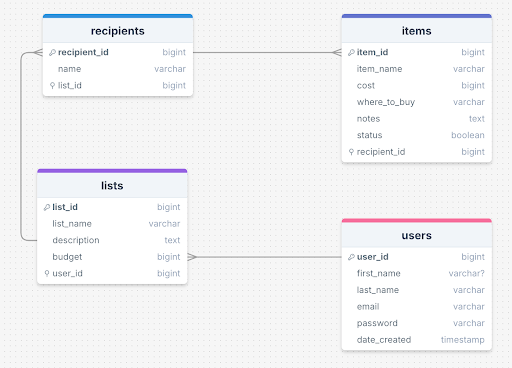 recipients
recipient_id bigint
name varchar
list_id bigint
items
item_id bigint
item_name varchar
cost bigint
where_to_buy varchar
notes text
status boolean
recipient_id bigint
lists
list_id bigint
list_name varchar
description text
budget bigint
user_id bigint
users
user_id bigint
first_name varchar?
last_name varchar
email varchar
password varchar
date_created timestamp